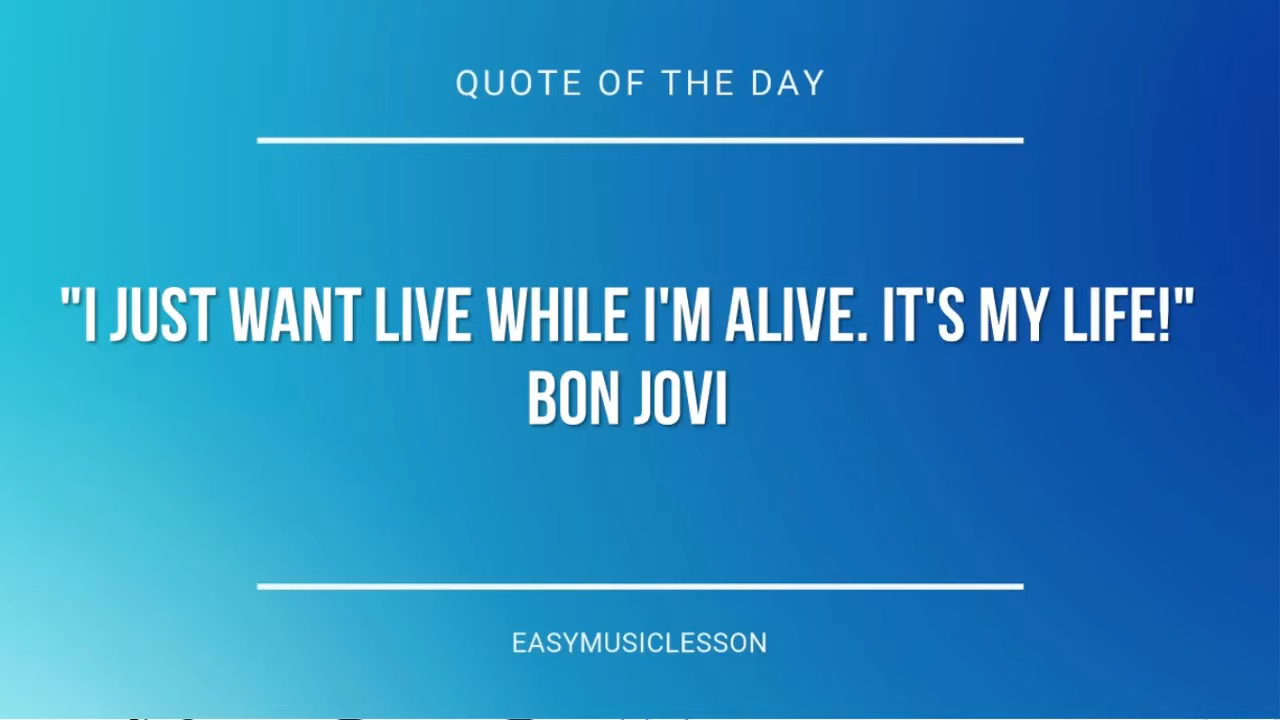 QUOTE OF THE DAY
"I JUST WANT LIVE WHILE I'M ALIVE. IT'S MY LIFE!"
BON JOVI
EASYMUSICLESSON